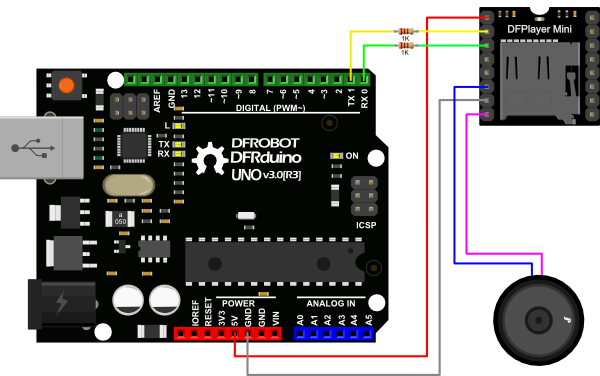 DFPlayer Mini
1K
1K
AREF
GND
13
12
~11
~10
~9
8
7
~6
~5
4
~3
2
TX 1
RX 0
DIGITAL (PWM~)
L
TX
RX
DFROBOT
DFRduino
UNO v3.0[R3]
ON
ICSP
a
050
POWER
ANALOG IN
IOREF
RESET
3V3
5V
GND
GND
VIN
A0
A1
A2
A3
A4
A5